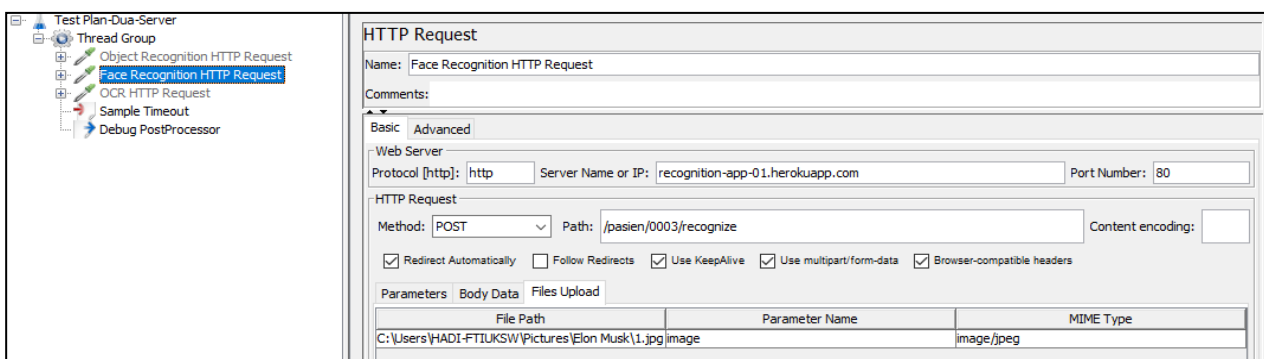 Test Plan-Dua-Server
Thread Group
Object Recognition HTTP Request
Face Recognition HTTP Request
OCR HTTP Request
Sample Timeout
Debug PostProcessor
HTTP Request
Name: Face Recognition HTTP Request
Comments:
Basic Advanced
Web Server
Protocol [http]: http Server Name or IP: recognition-app-01.herokuapp.com Port Number: 80
HTTP Request
Method: POST Path: /pasien/0003/recognize Content encoding:
Redirect Automatically Follow Redirects Use KeepAlive Use multipart/form-data Browser-compatible headers
Parameters Body Data Files Upload
File Path Parameter Name MIME Type
C:\Users\HADI-FTIUKSW\Pictures\Elon Musk\1.jpg image image/jpeg